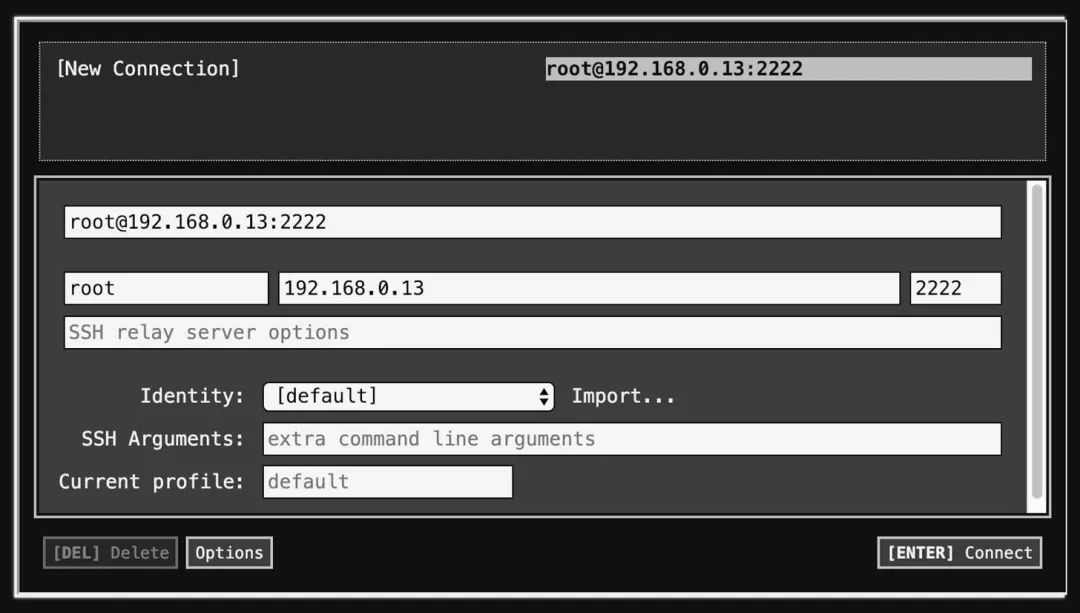 [New Connection] root@192.168.0.13:2222
root@192.168.0.13:2222
root 192.168.0.13 2222
SSH relay server options
Identity: [default] Import...
SSH Arguments: extra command line arguments
Current profile: default
[DEL] Delete Options [ENTER] Connect